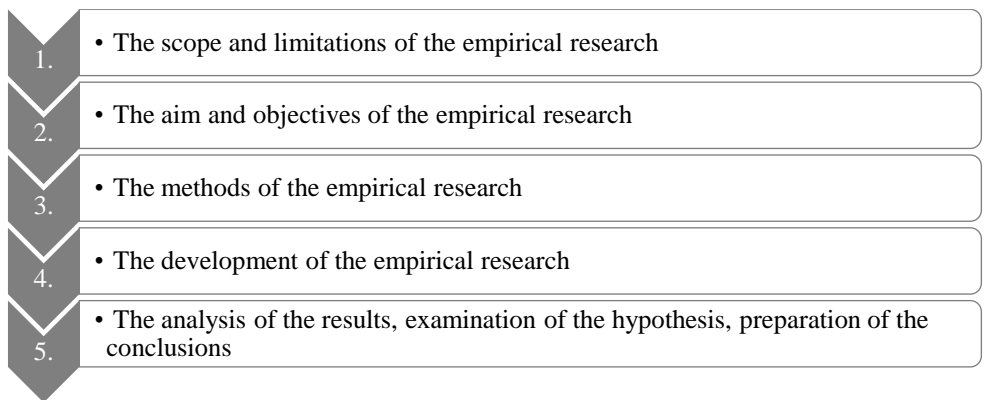 1.
• The scope and limitations of the empirical research
2.
• The aim and objectives of the empirical research
3.
• The methods of the empirical research
4.
• The development of the empirical research
5.
• The analysis of the results, examination of the hypothesis, preparation of the
conclusions